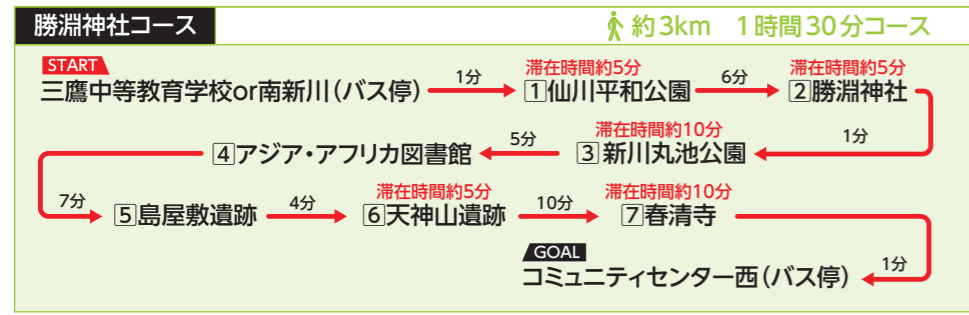 勝淵神社コース
約3km 1時間30分コース
START
三鷹中等教育学校or南新川(バス停)
1分
滞在時間約5分
1仙川平和公園
6分
滞在時間約5分
2勝淵神社
1分
滞在時間約10分
3新川丸池公園
5分
4アジア・アフリカ図書館
7分
5島屋敷遺跡
4分
滞在時間約5分
6天神山遺跡
10分
滞在時間約10分
7春清寺
1分
GOAL
コミュニティセンター西(バス停)